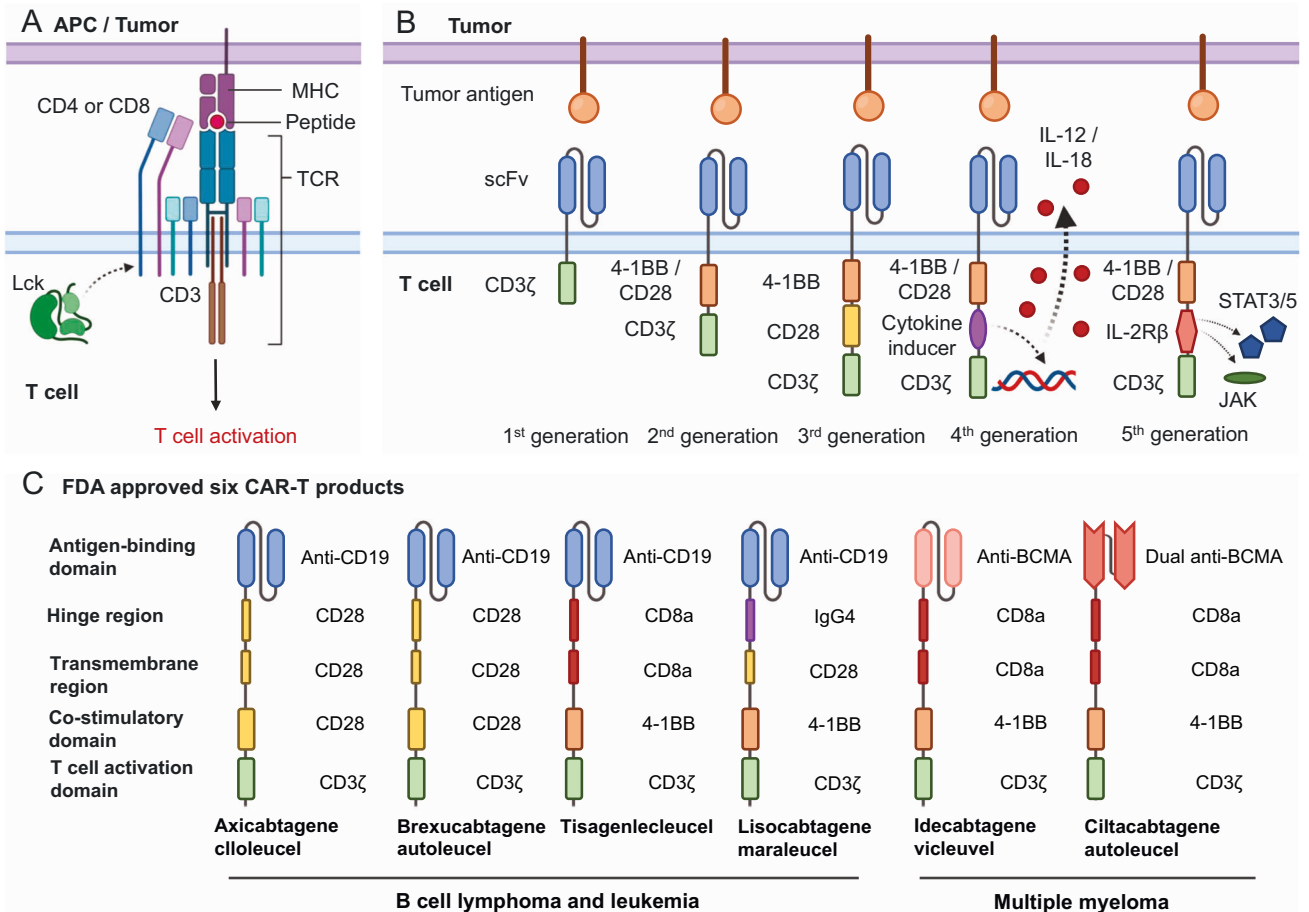 A APC / Tumor
CD4 or CD8
MHC
Peptide
TCR
Lck
CD3
T cell
T cell activation
B Tumor
Tumor antigen
scFv
IL-12 /
IL-18
T cell
CD3ζ
4-1BB /
CD28
CD3ζ
4-1BB
CD28
CD3ζ
4-1BB /
CD28
Cytokine
inducer
CD3ζ
4-1BB /
CD28
IL-2Rβ
CD3ζ
STAT3/5
JAK
1st generation 2nd generation 3rd generation 4th generation 5th generation
C FDA approved six CAR-T products
Antigen-binding
domain
Anti-CD19 Anti-CD19 Anti-CD19 Anti-CD19 Anti-BCMA Dual anti-BCMA
Hinge region CD28 CD28 CD8a IgG4 CD8a CD8a
Transmembrane
region
CD28 CD28 CD8a CD28 CD8a CD8a
Co-stimulatory
domain
CD28 CD28 4-1BB 4-1BB 4-1BB 4-1BB
T cell activation
domain
CD3ζ CD3ζ CD3ζ CD3ζ CD3ζ CD3ζ
Axicabtagene
clloleucel
Brexucabtagene
autoleucel
Tisagenlecleucel
Lisocabtagene
maraleucel
Idecabtagene
vicleuvel
Ciltacabtagene
autoleucel
B cell lymphoma and leukemia
Multiple myeloma